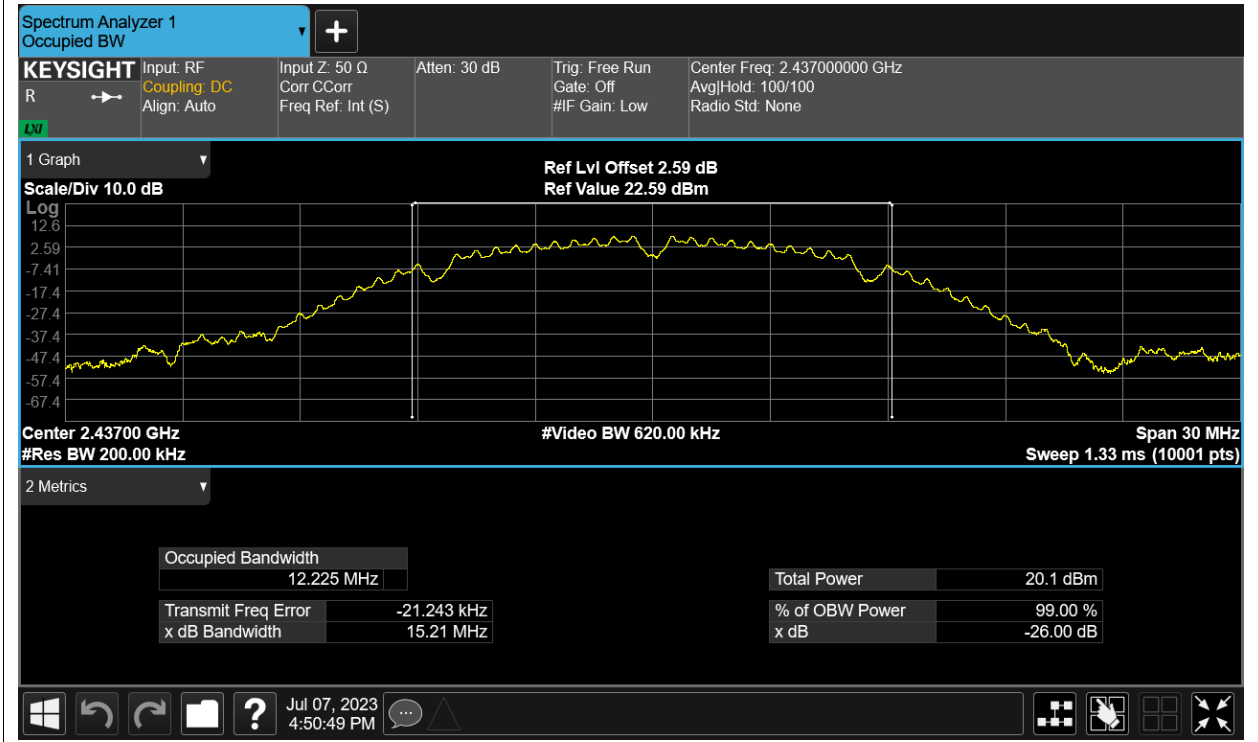 Spectrum Analyzer 1
Occupied BW
KEYSIGHT Input: RF Input Z: 50 Ω Atten: 30 dB Trig: Free Run Center Freq: 2.437000000 GHz
R Coupling: DC Corr CCorr Gate: Off Avg|Hold: 100/100
Align: Auto Freq Ref: Int (S) #IF Gain: Low Radio Std: None
LXI
1 Graph
Ref Lvl Offset 2.59 dB
Scale/Div 10.0 dB Ref Value 22.59 dBm
Log
12.6
2.59
-7.41
-17.4
-27.4
-37.4
-47.4
-57.4
-67.4
Center 2.43700 GHz #Video BW 620.00 kHz Span 30 MHz
#Res BW 200.00 kHz Sweep 1.33 ms (10001 pts)
2 Metrics
Occupied Bandwidth
12.225 MHz Total Power 20.1 dBm
Transmit Freq Error -21.243 kHz % of OBW Power 99.00 %
x dB Bandwidth 15.21 MHz x dB -26.00 dB
? Jul 07, 2023
4:50:49 PM